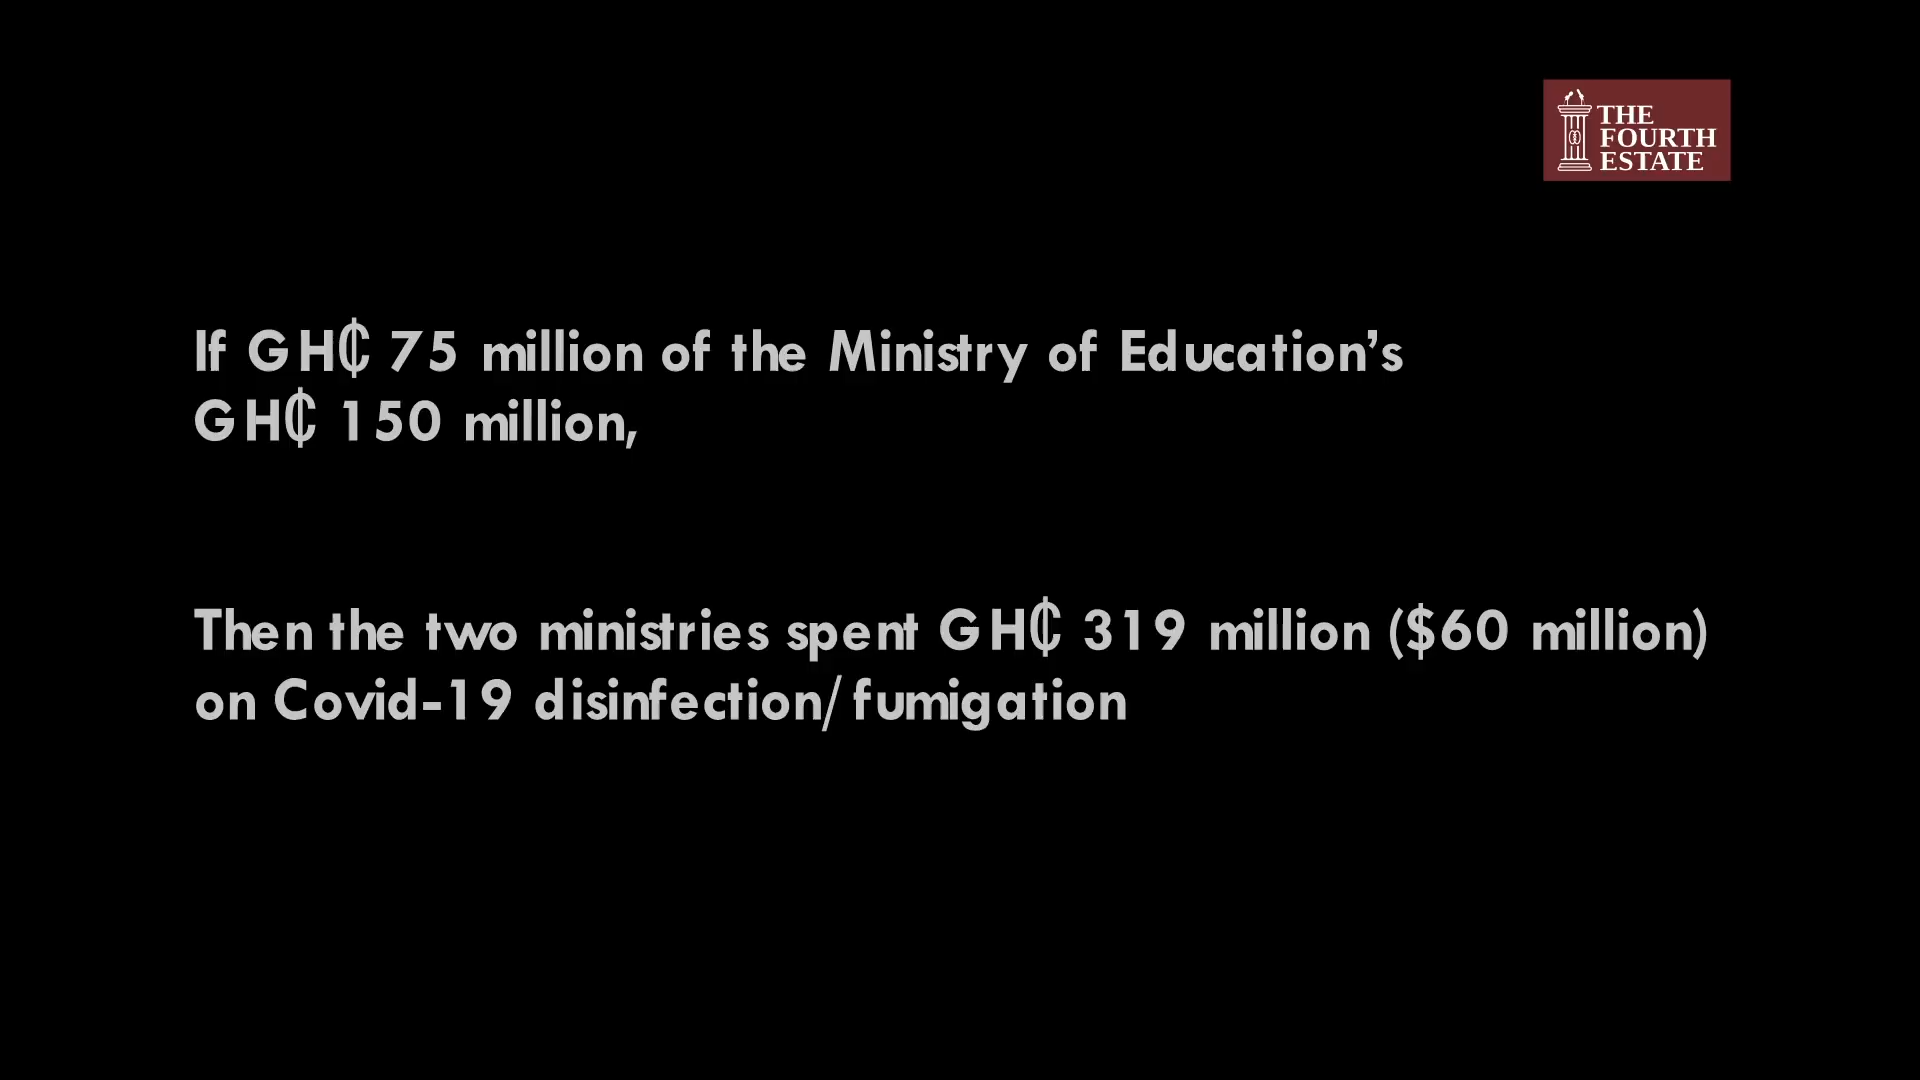 THE
FOURTH
ESTATE
If GH₵ 75 million of the Ministry of Education’s
GH₵ 150 million,
Then the two ministries spent GH₵ 319 million ($60 million)
on Covid-19 disinfection/fumigation